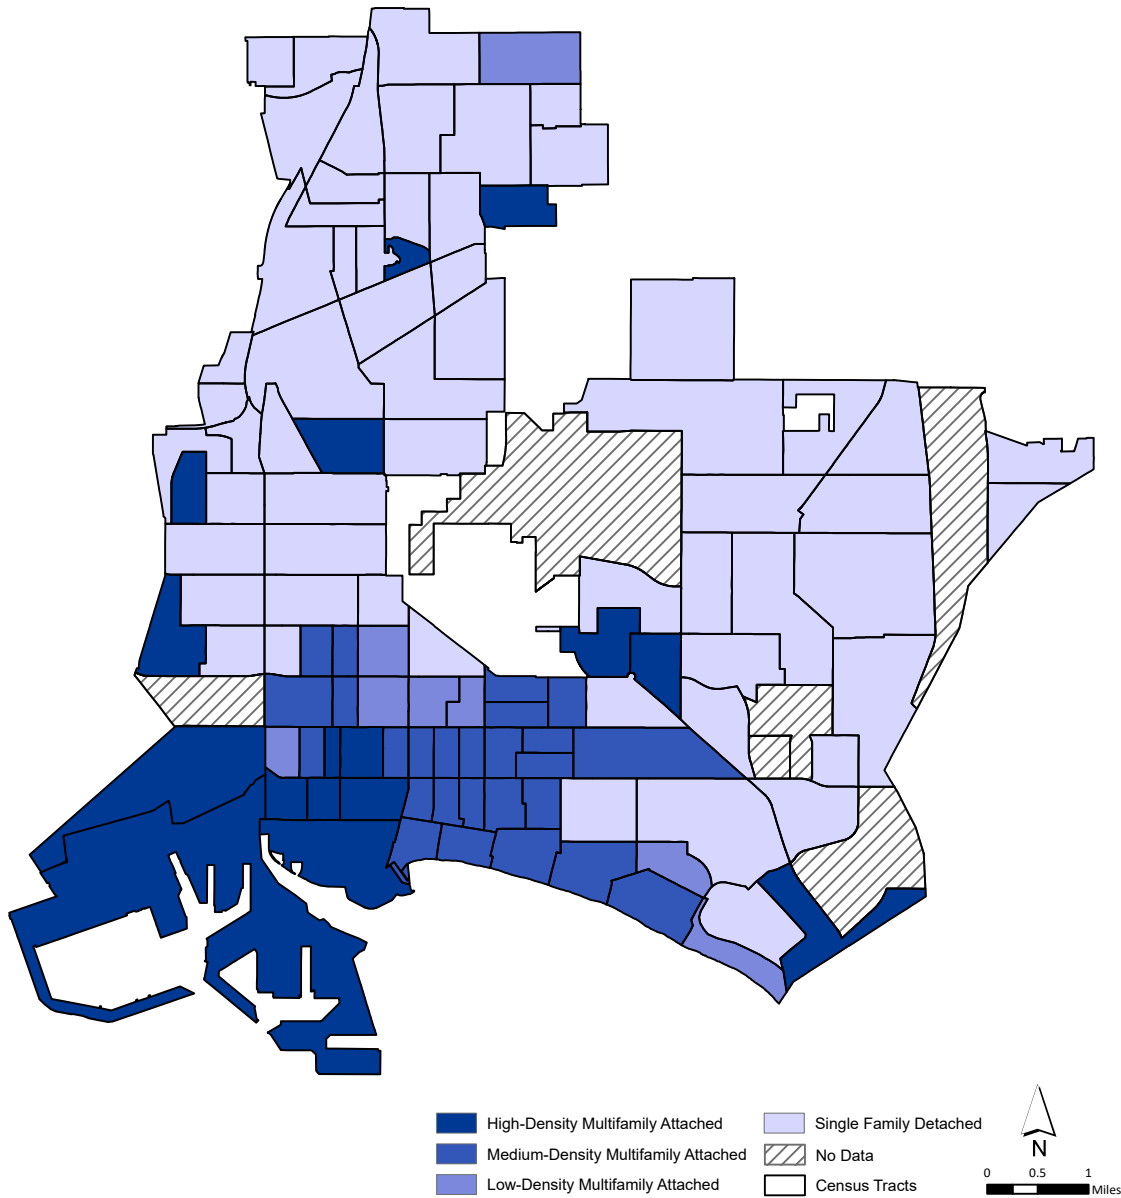 High-Density Multifamily Attached
Medium-Density Multifamily Attached
Low-Density Multifamily Attached
Single Family Detached
No Data
Census Tracts
N
0 0.5 1
Miles